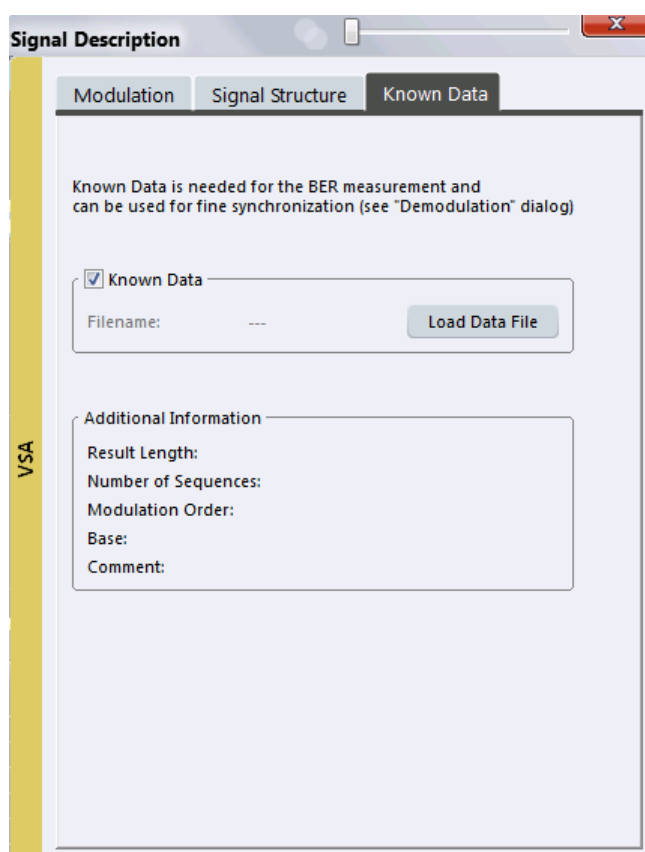 Signal Description
x
Modulation Signal Structure Known Data
Known Data is needed for the BER measurement and
can be used for fine synchronization (see "Demodulation" dialog)
Known Data
Filename: --- Load Data File
Additional Information
Result Length:
Number of Sequences:
Modulation Order:
Base:
Comment:
VSA